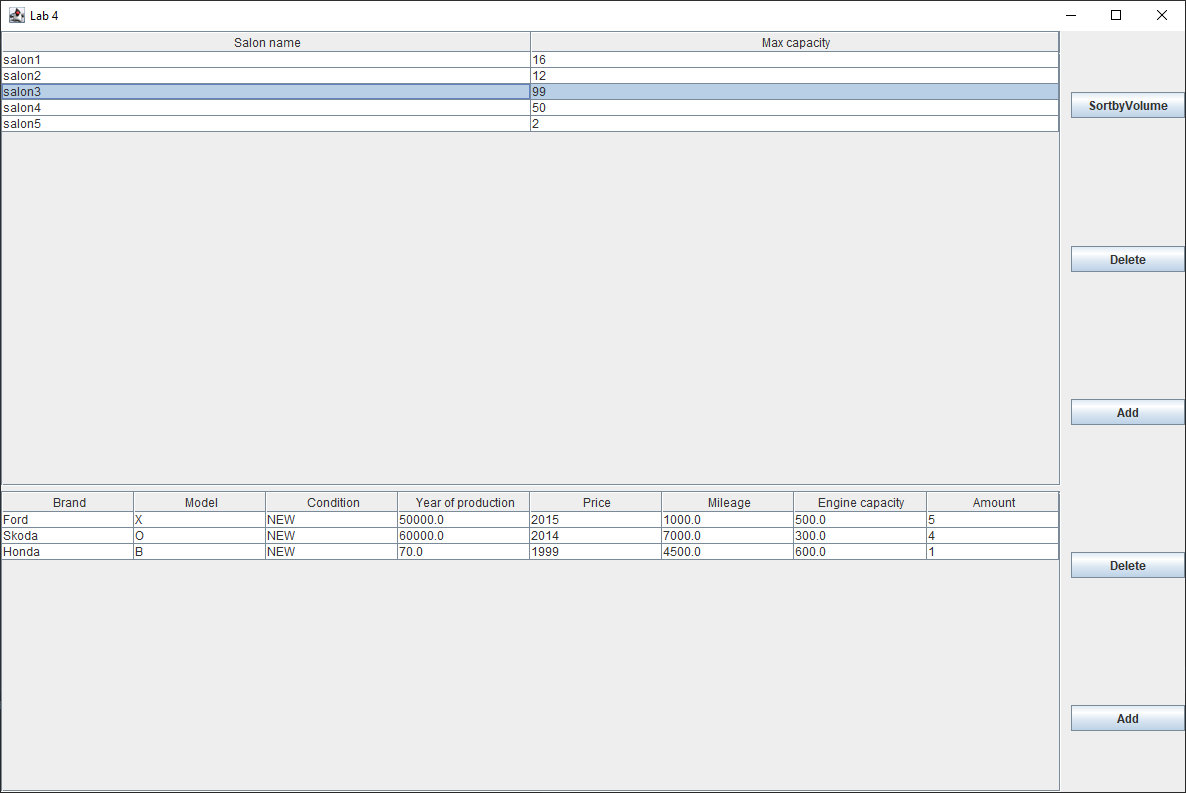 Lab 4
Salon name Max capacity
salon1 16
salon2 12
salon3 99
salon4 50
salon5 2
SortbyVolume
Delete
Add
Brand Model Condition Year of production Price Mileage Engine capacity Amount
Ford X NEW 50000.0 2015 1000.0 500.0 5
Skoda O NEW 60000.0 2014 7000.0 300.0 4
Honda B NEW 70.0 1999 4500.0 600.0 1
Delete
Add